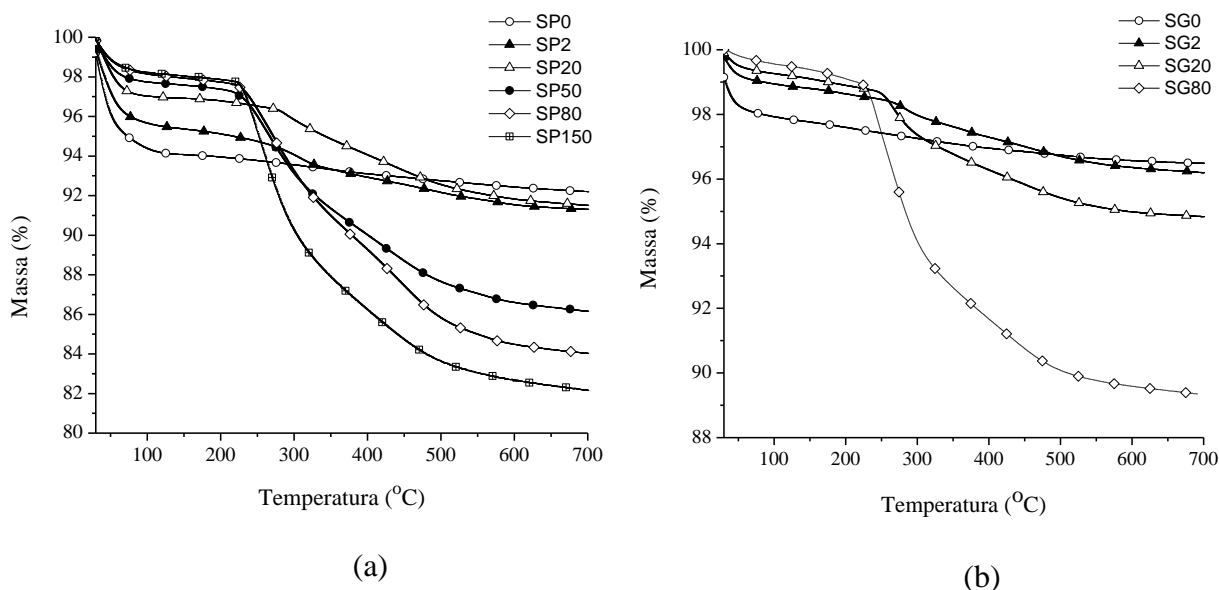 SP0
SP2
SP20
SP50
SP80
SP150
100
98
96
94
92
90
88
86
84
82
80
Massa (%)
100 200 300 400 500 600 700
Temperatura (°C)
(a)
SG0
SG2
SG20
SG80
100
98
96
94
92
90
88
Massa (%)
100 200 300 400 500 600 700
Temperatura (°C)
(b)